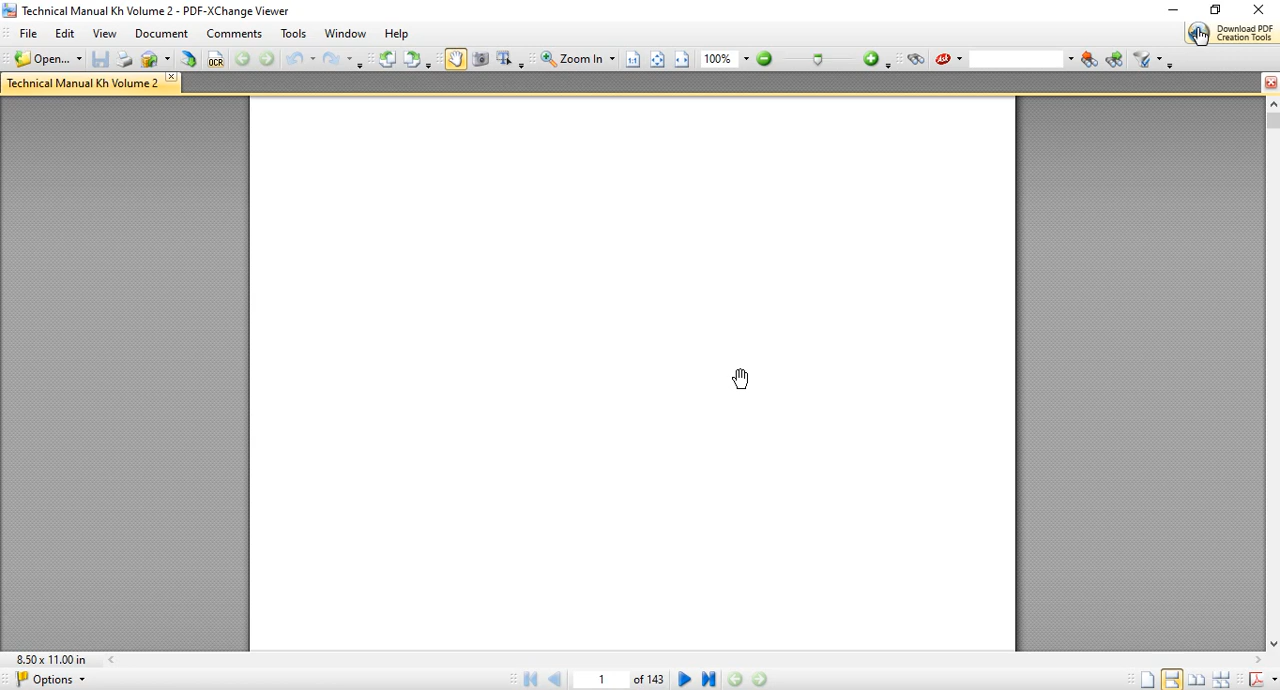 Technical Manual Kh Volume 2 - PDF-XChange Viewer
File Edit View Document Comments Tools Window Help
Download PDF
Creation Tools
Open... OCR Zoom In 100% ask
Technical Manual Kh Volume 2
8.50 x 11.00 in
Options 1 of 143